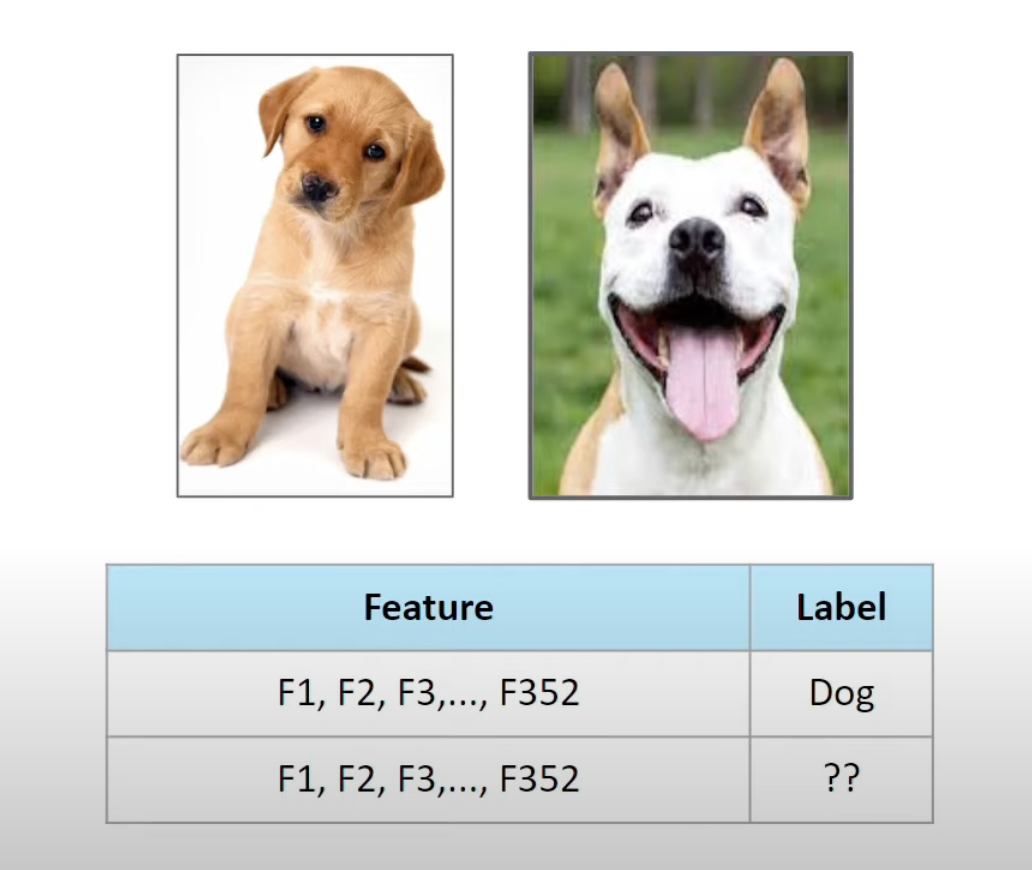 Feature Label
F1, F2, F3,..., F352 Dog
F1, F2, F3,..., F352 ??